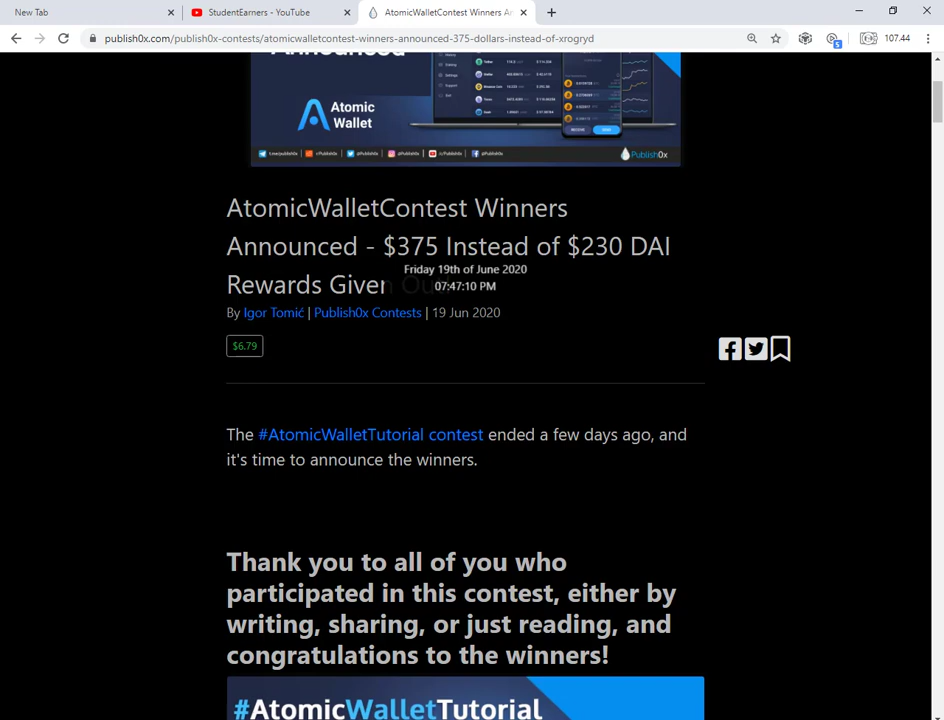 New Tab
StudentEarners - YouTube
AtomicWalletContest Winners An
publish0x.com/publish0x-contests/atomicwalletcontest-winners-announced-375-dollars-instead-of-xrogryd
107.44
Atomic
Wallet
Publish0x
AtomicWalletContest Winners
Announced - $375 Instead of $230 DAI
Friday 19th of June 2020
Rewards Given Ou
07:47:10 PM
By Igor Tomić | Publish0x Contests | 19 Jun 2020
$6.79
The #AtomicWalletTutorial contest ended a few days ago, and
it's time to announce the winners.
Thank you to all of you who
participated in this contest, either by
writing, sharing, or just reading, and
congratulations to the winners!
#AtomicWalletTutorial